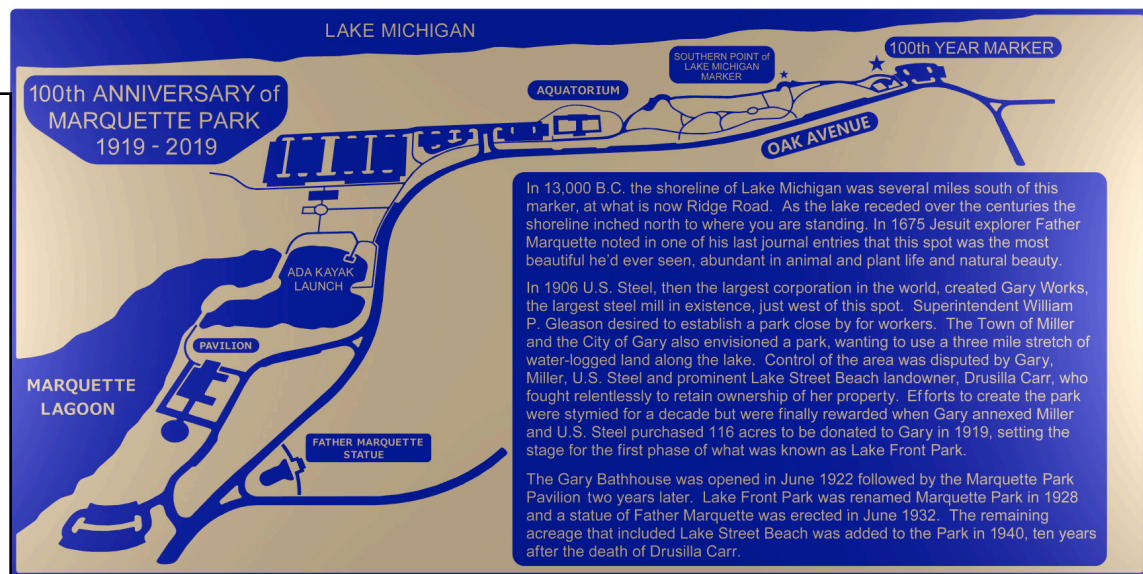 LAKE MICHIGAN
100th ANNIVERSARY of
MARQUETTE PARK
1919 - 2019
SOUTHERN POINT of
LAKE MICHIGAN
MARKER
100th YEAR MARKER
AQUATORIUM
OAK AVENUE
ADA KAYAK
LAUNCH
PAVILION
MARQUETTE
LAGOON
FATHER MARQUETTE
STATUE
In 13,000 B.C. the shoreline of Lake Michigan was several miles south of this
marker, at what is now Ridge Road. As the lake receded over the centuries the
shoreline inched north to where you are standing. In 1675 Jesuit explorer Father
Marquette noted in one of his last journal entries that this spot was the most
beautiful he'd ever seen, abundant in animal and plant life and natural beauty.
In 1906 U.S. Steel, then the largest corporation in the world, created Gary Works,
the largest steel mill in existence, just west of this spot. Superintendent William
P. Gleason desired to establish a park close by for workers. The Town of Miller
and the City of Gary also envisioned a park, wanting to use a three mile stretch of
water-logged land along the lake. Control of the area was disputed by Gary,
Miller, U.S. Steel and prominent Lake Street Beach landowner, Drusilla Carr, who
fought relentlessly to retain ownership of her property. Efforts to create the park
were stymied for a decade but were finally rewarded when Gary annexed Miller
and U.S. Steel purchased 116 acres to be donated to Gary in 1919, setting the
stage for the first phase of what was known as Lake Front Park.
The Gary Bathhouse was opened in June 1922 followed by the Marquette Park
Pavilion two years later. Lake Front Park was renamed Marquette Park in 1928
and a statue of Father Marquette was erected in June 1932. The remaining
acreage that included Lake Street Beach was added to the Park in 1940, ten years
after the death of Drusilla Carr.